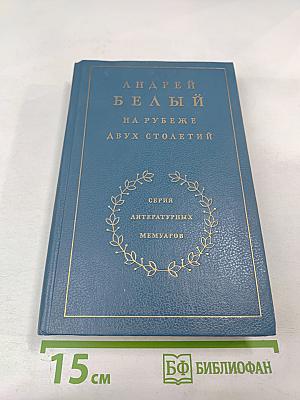 АНДРЕЙ
БЕЛЫЙ
НА РУБЕЖЕ
ДВУХ СТОЛЕТИЙ
СЕРИЯ
ЛИТЕРАТУРНЫХ
МЕМУАРОВ
15 см
БФ БИБЛИОФАН